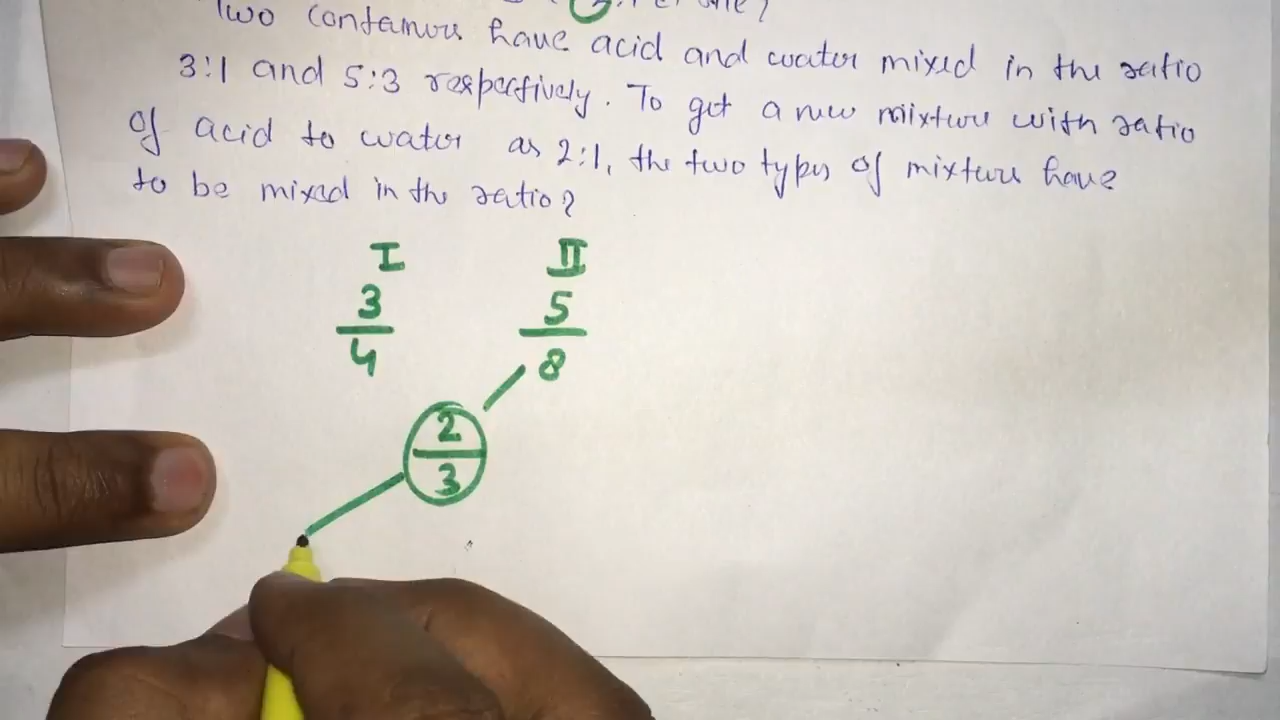 Two containers have acid and water mixed in the ratio
3:1 and 5:3 respectively. To get a new mixture with ratio
of acid to water as 2:1, the two types of mixture have
to be mixed in the ratio?
I II
3 5
4 8
2
3